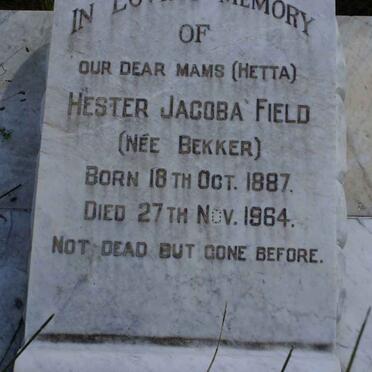 IN LOVING MEMORY
OF
OUR DEAR MAMS (HETTA)
HESTER JACOBA FIELD
(NÉE BEKKER)
BORN 18TH OCT. 1887.
DIED 27TH NOV. 1964.
NOT DEAD BUT GONE BEFORE.